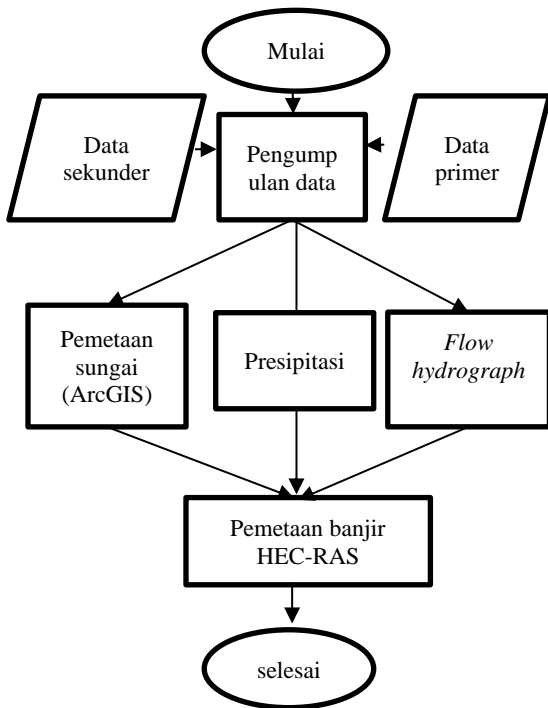 Mulai
Data
sekunder
Pengump
ulan data
Data
primer
Pemetaan
sungai
(ArcGIS)
Presipitasi
Flow
hydrograph
Pemetaan banjir
HEC-RAS
selesai